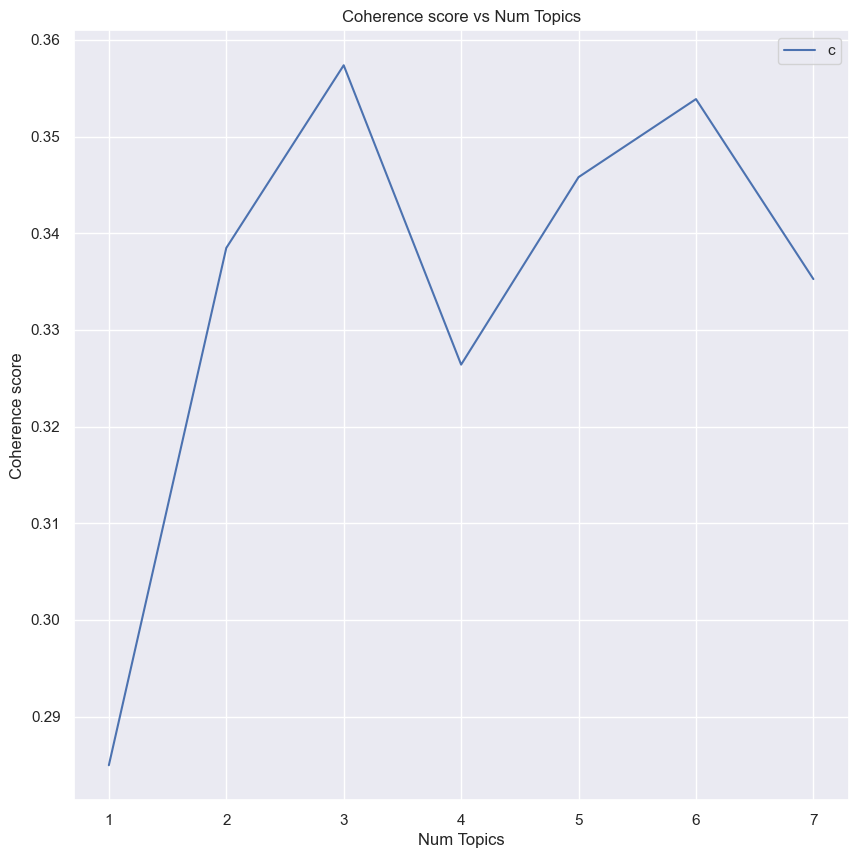 Coherence score vs Num Topics
c
0.36
0.35
0.34
0.33
0.32
0.31
0.30
0.29
Coherence score
1 2 3 4 5 6 7
Num Topics